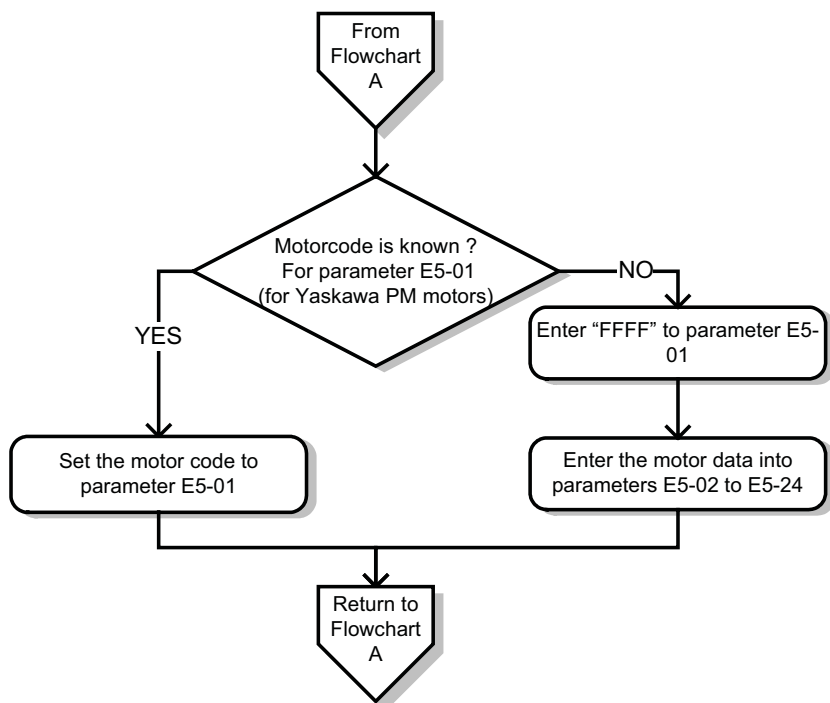 From
Flowchart
A
Motorcode is known ?
For parameter E5-01
(for Yaskawa PM motors)
NO
YES
Enter “FFFF” to parameter E5-
01
Set the motor code to
parameter E5-01
Enter the motor data into
parameters E5-02 to E5-24
Return to
Flowchart
A